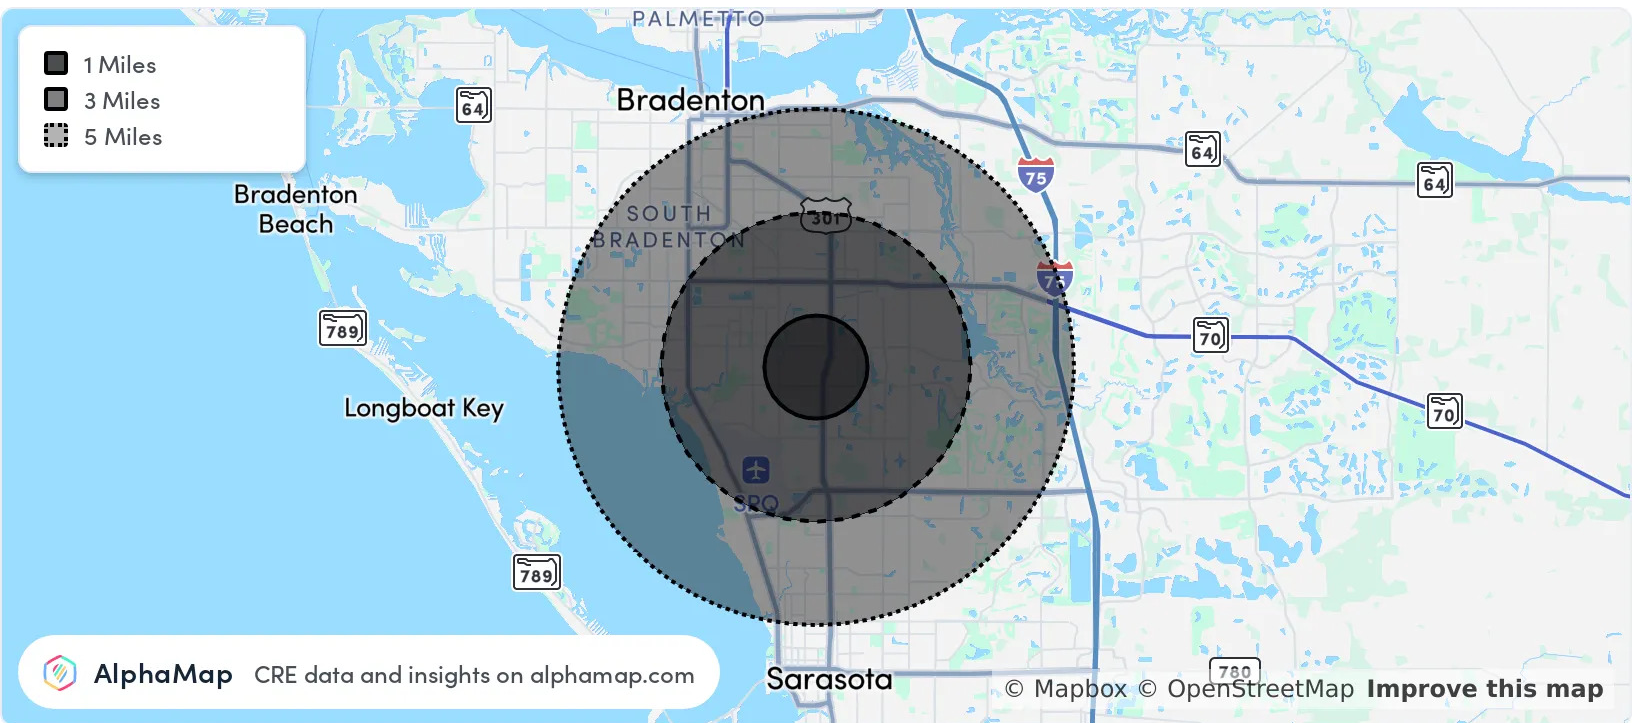 PALMETTO
1 Miles
3 Miles
5 Miles
64
Bradenton
64
64
75
Bradenton
Beach
SOUTH
BRADENTON
301
75
789
70
Longboat Key
70
SRQ
789
780
AlphaMap CRE data and insights on alphamap.com
Sarasota
© Mapbox © OpenStreetMap Improve this map